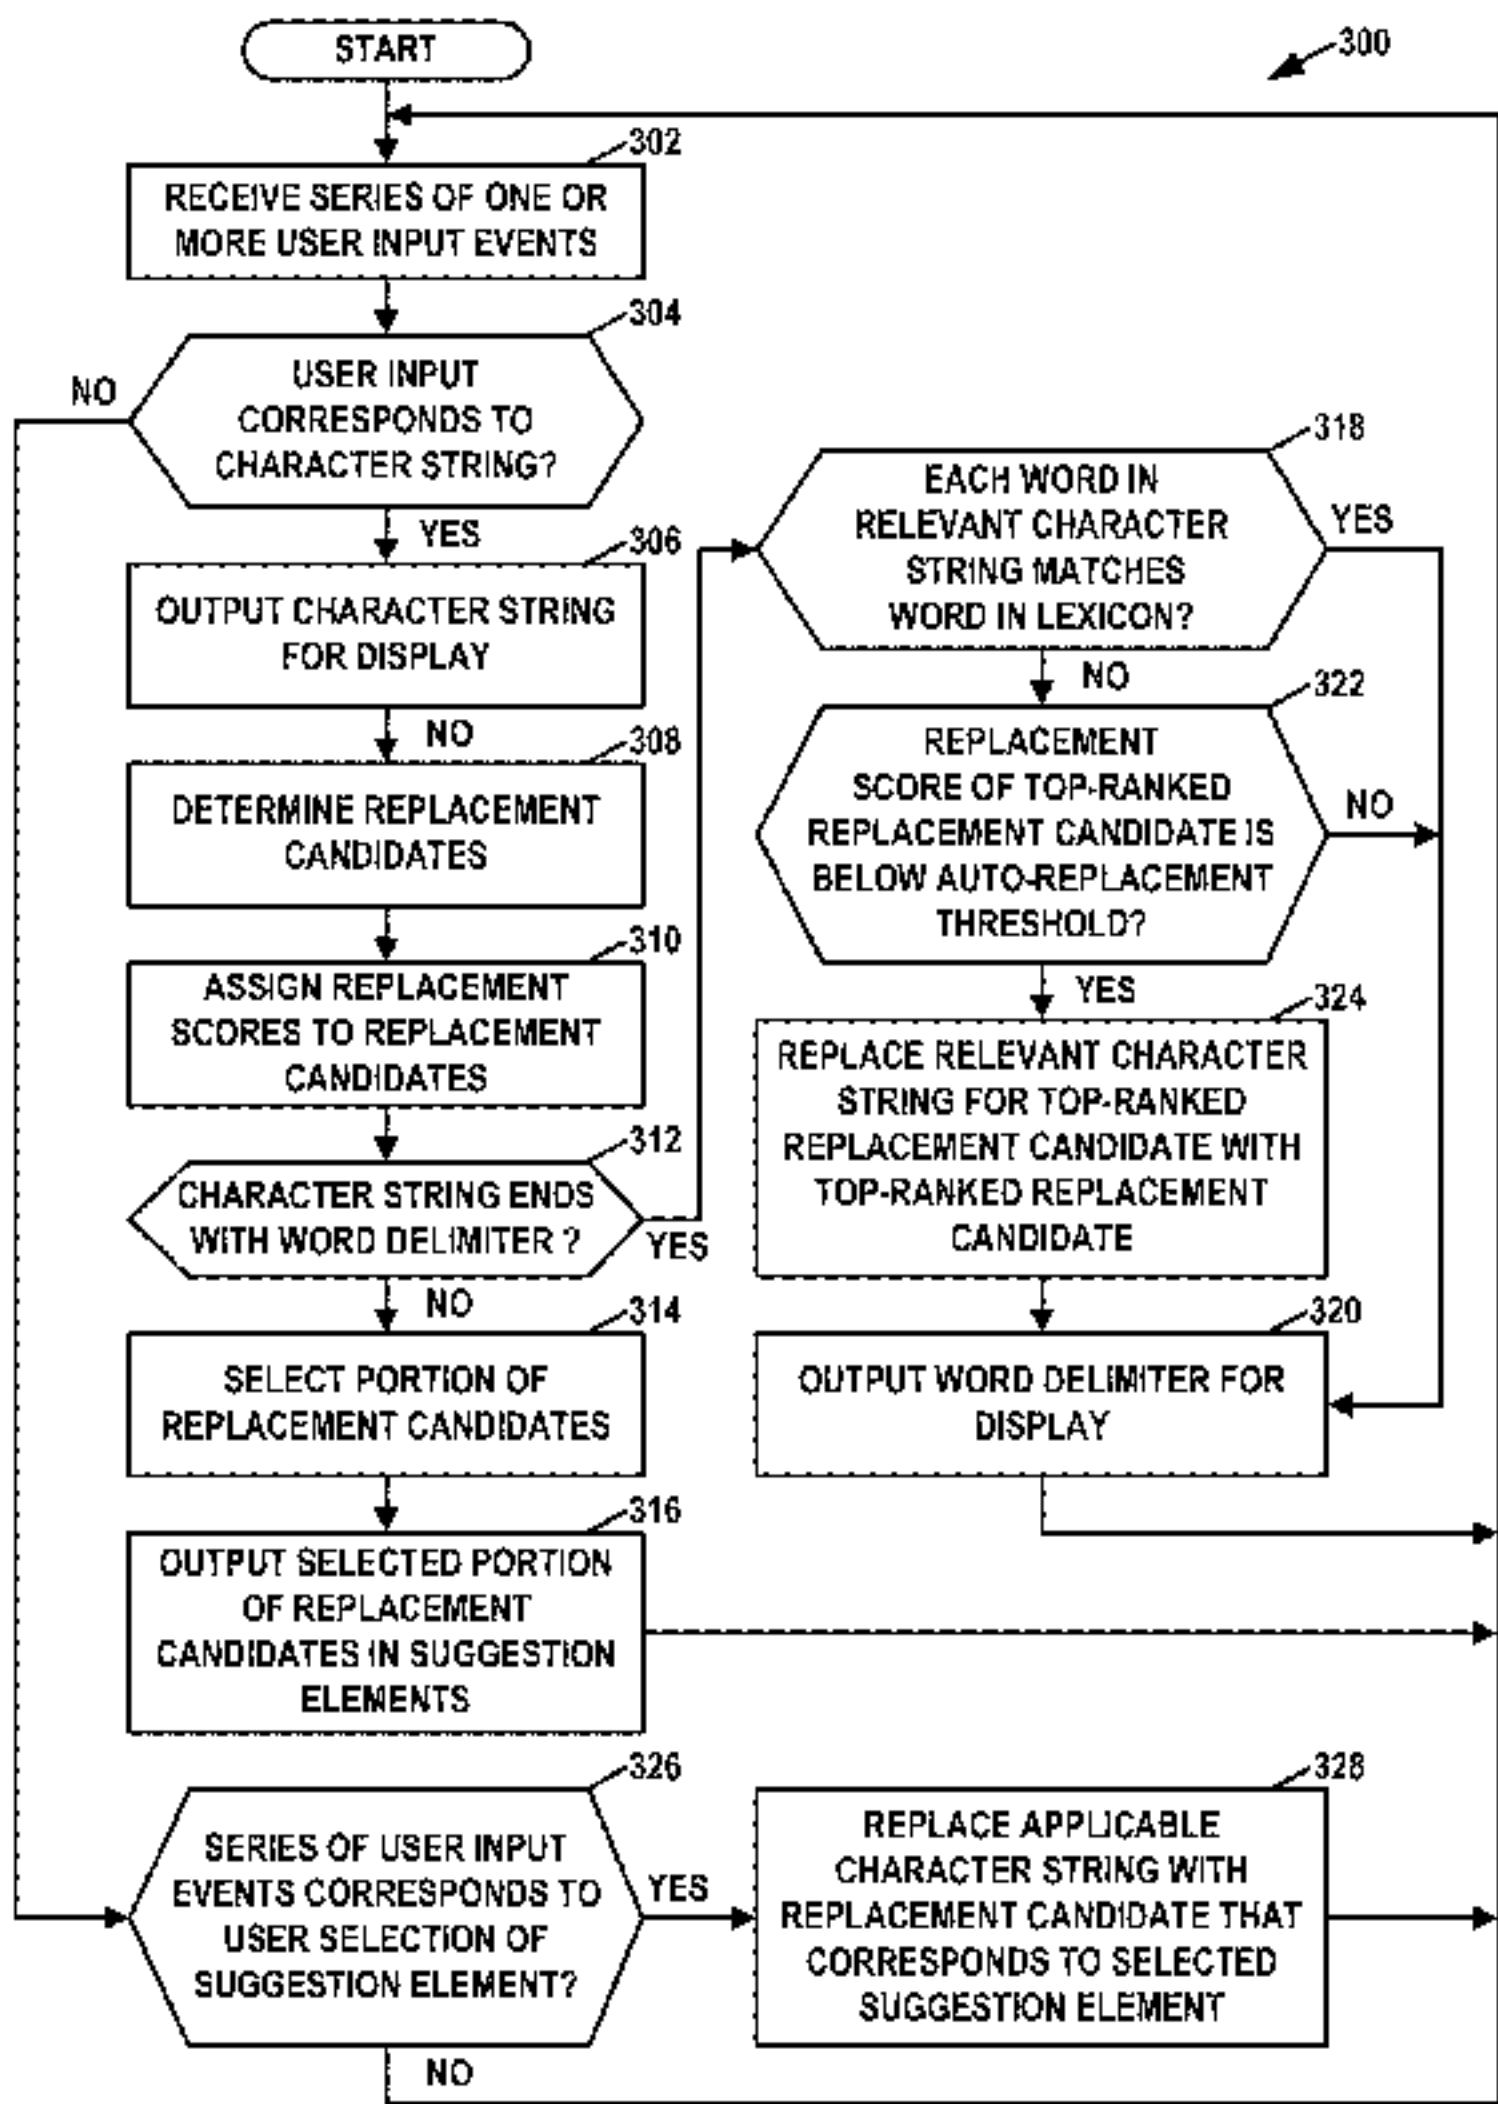 START
300
302
RECEIVE SERIES OF ONE OR
MORE USER INPUT EVENTS
304
USER INPUT
CORRESPONDS TO
CHARACTER STRING?
NO
YES
306
OUTPUT CHARACTER STRING
FOR DISPLAY
NO
308
DETERMINE REPLACEMENT
CANDIDATES
310
ASSIGN REPLACEMENT
SCORES TO REPLACEMENT
CANDIDATES
312
CHARACTER STRING ENDS
WITH WORD DELIMITER ?
YES
NO
314
SELECT PORTION OF
REPLACEMENT CANDIDATES
316
OUTPUT SELECTED PORTION
OF REPLACEMENT
CANDIDATES IN SUGGESTION
ELEMENTS
318
EACH WORD IN
RELEVANT CHARACTER
STRING MATCHES
WORD IN LEXICON?
YES
NO
322
REPLACEMENT
SCORE OF TOP-RANKED
REPLACEMENT CANDIDATE IS
BELOW AUTO-REPLACEMENT
THRESHOLD?
NO
YES
324
REPLACE RELEVANT CHARACTER
STRING FOR TOP-RANKED
REPLACEMENT CANDIDATE WITH
TOP-RANKED REPLACEMENT
CANDIDATE
320
OUTPUT WORD DELIMITER FOR
DISPLAY
326
SERIES OF USER INPUT
EVENTS CORRESPONDS TO
USER SELECTION OF
SUGGESTION ELEMENT?
YES
NO
328
REPLACE APPLICABLE
CHARACTER STRING WITH
REPLACEMENT CANDIDATE THAT
CORRESPONDS TO SELECTED
SUGGESTION ELEMENT